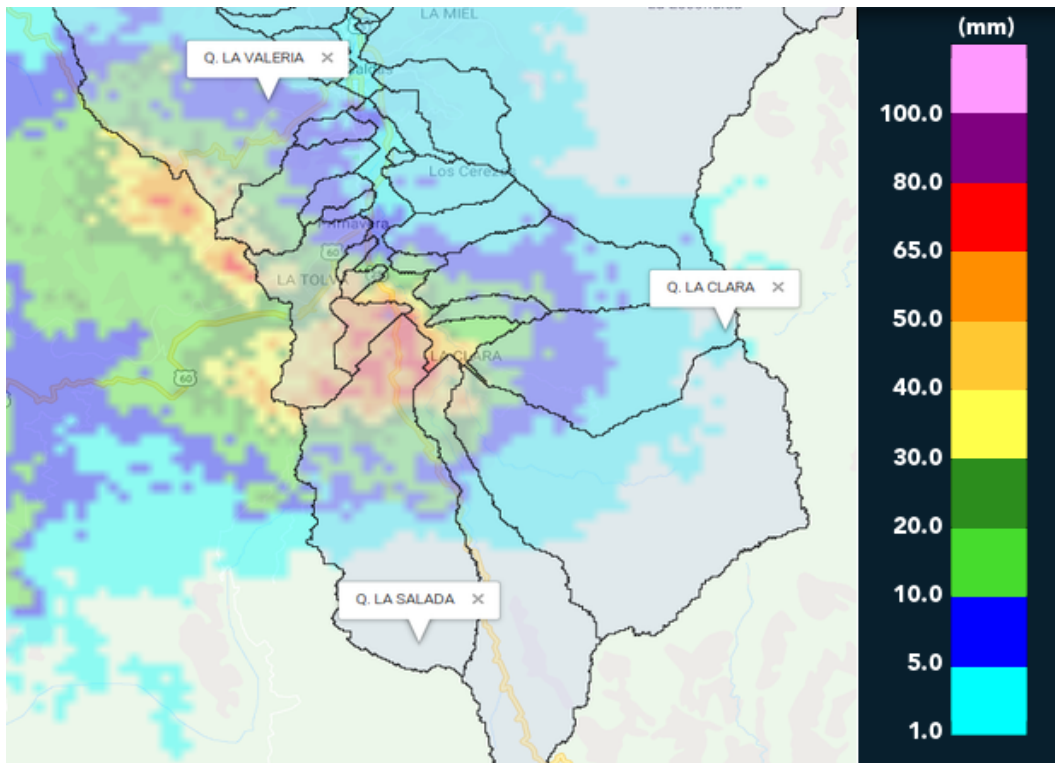 LA MIEL
Q. LA VALERIA ×
Caldas
Los Cerezos
Primavera
60
LA TOLVA
Q. LA CLARA ×
LA CLARA
60
Q. LA SALADA ×
(mm)
100.0
80.0
65.0
50.0
40.0
30.0
20.0
10.0
5.0
1.0